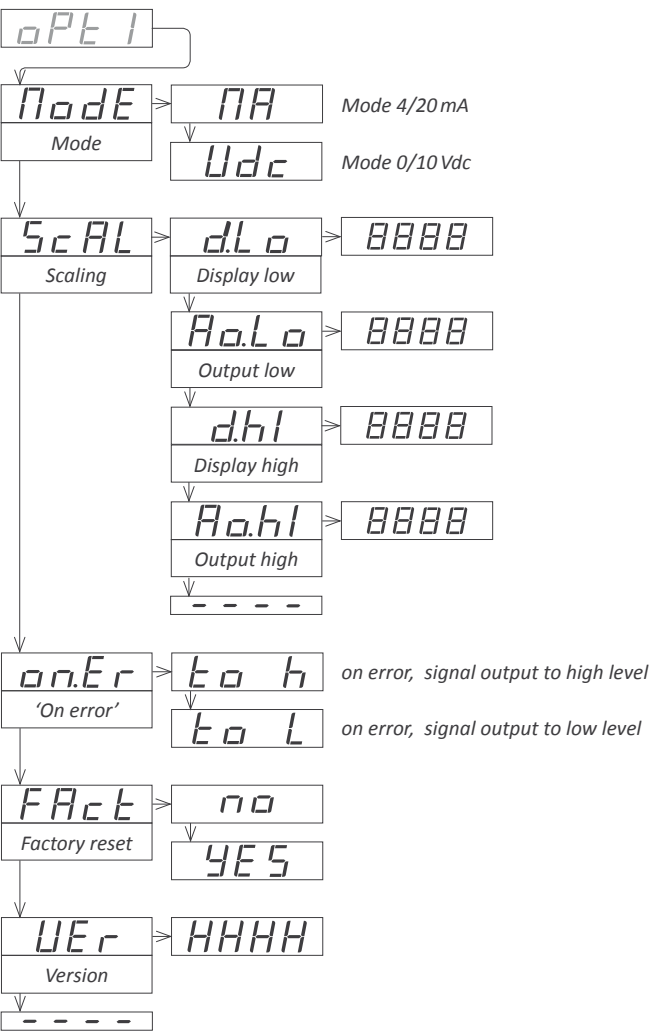 oPt 1
ModE
MA
Mode 4/20 mA
Mode
Vdc
Mode 0/10 Vdc
ScAL
d.Lo
8888
Scaling
Display low
Ao.Lo
8888
Output low
d.hI
8888
Display high
Ao.hI
8888
Output high
- - - -
on.Er
to h
on error, signal output to high level
'On error'
to L
on error, signal output to low level
FAct
no
Factory reset
YES
VEr
HHHH
Version
- - - -